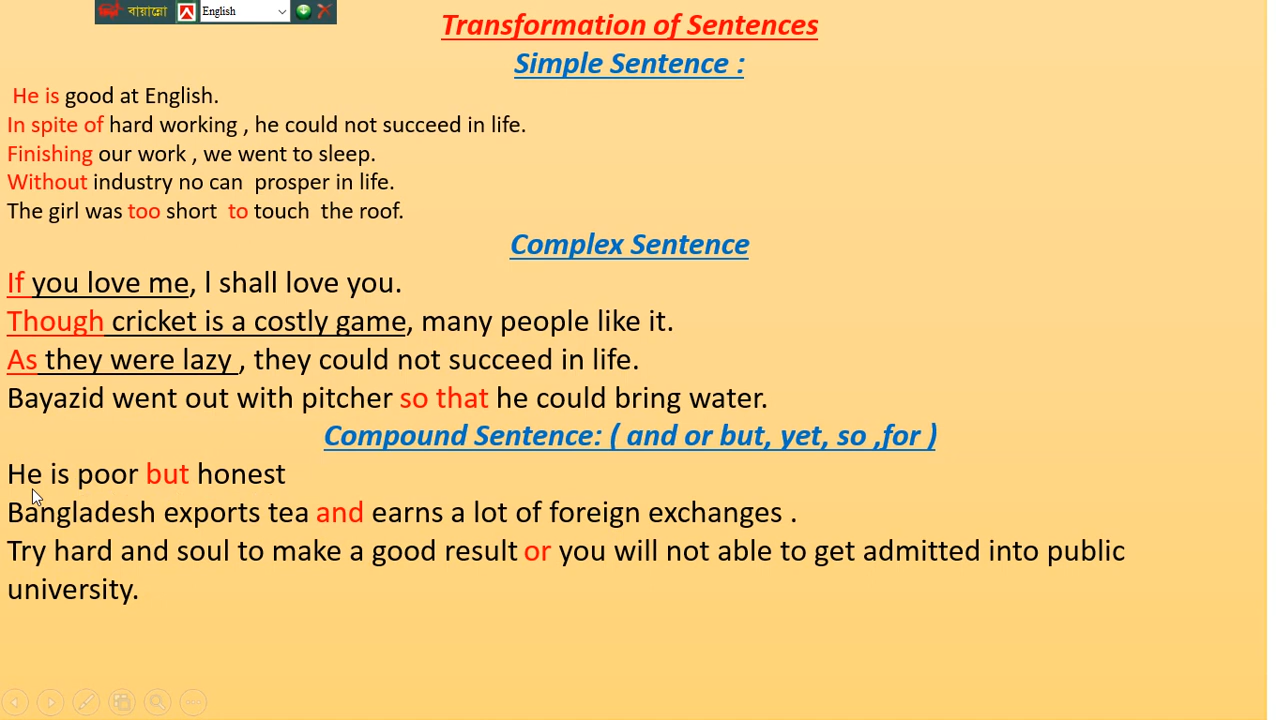 বায়ান্নো English
Transformation of Sentences
Simple Sentence :
He is good at English.
In spite of hard working , he could not succeed in life.
Finishing our work , we went to sleep.
Without industry no can prosper in life.
The girl was too short to touch the roof.
Complex Sentence
If you love me, l shall love you.
Though cricket is a costly game, many people like it.
As they were lazy , they could not succeed in life.
Bayazid went out with pitcher so that he could bring water.
Compound Sentence: ( and or but, yet, so ,for )
He is poor but honest
Bangladesh exports tea and earns a lot of foreign exchanges .
Try hard and soul to make a good result or you will not able to get admitted into public
university.